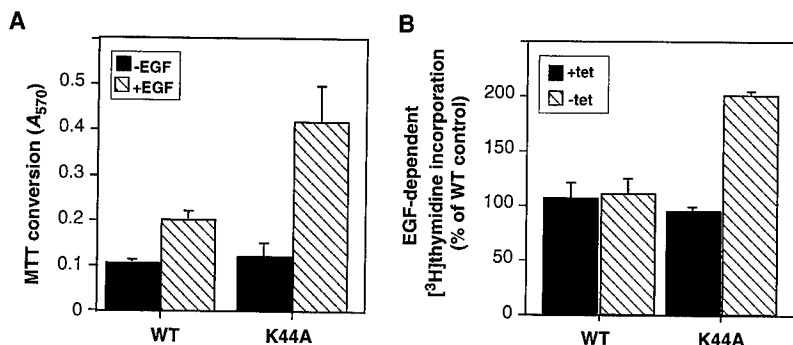 A
MTT conversion (A570)
0.5
0.4
0.3
0.2
0.1
0
-EGF
+EGF
WT
K44A
B
EGF-dependent
[3H]thymidine incorporation
(% of WT control)
200
150
100
50
0
+tet
-tet
WT
K44A